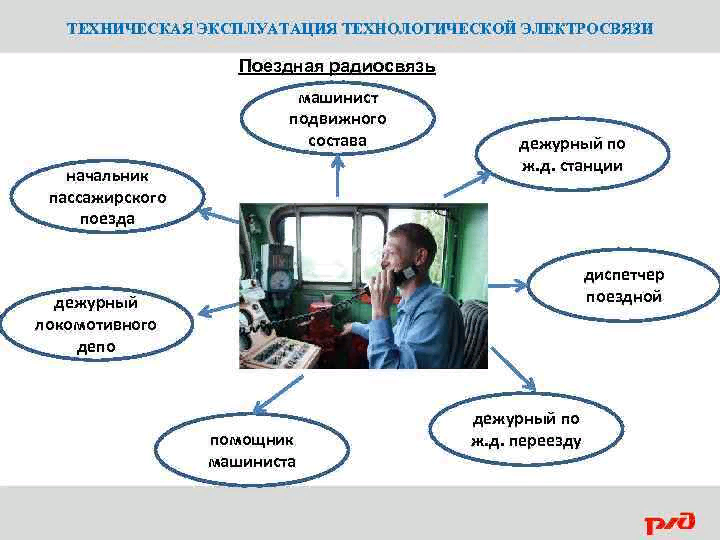 ТЕХНИЧЕСКАЯ ЭКСПЛУАТАЦИЯ ТЕХНОЛОГИЧЕСКОЙ ЭЛЕКТРОСВЯЗИ
Поездная радиосвязь
машинист
подвижного
состава
дежурный по
ж.д. станции
начальник
пассажирского
поезда
диспетчер
поездной
дежурный
локомотивного
депо
дежурный по
ж.д. переезду
помощник
машиниста
ржд